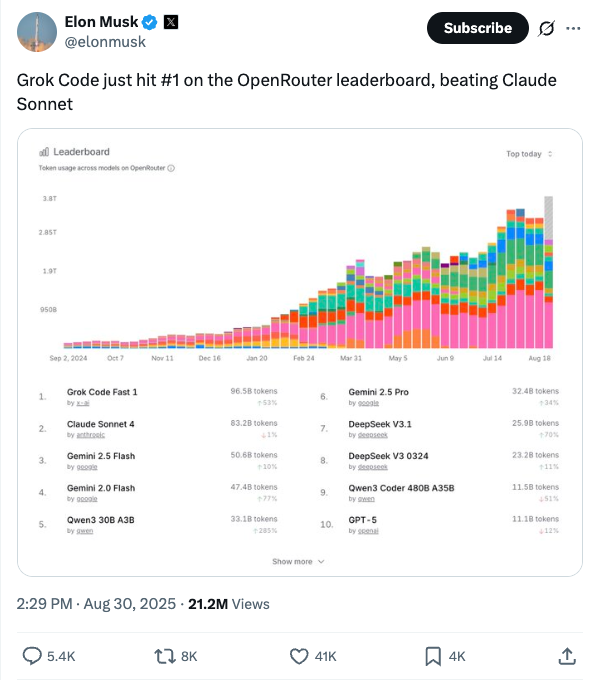 Elon Musk
@elonmusk
Subscribe
Grok Code just hit #1 on the OpenRouter leaderboard, beating Claude
Sonnet
Leaderboard
Top today
Token usage across models on OpenRouter
3.8T
2.85T
1.9T
950B
Sep 2, 2024 Oct 7 Nov 11 Dec 16 Jan 20 Feb 24 Mar 31 May 5 Jun 9 Jul 14 Aug 18
1. Grok Code Fast 1 96.5B tokens
by x-ai ↑53%
2. Claude Sonnet 4 83.2B tokens
by anthropic ↓1%
3. Gemini 2.5 Flash 50.6B tokens
by google ↑10%
4. Gemini 2.0 Flash 47.4B tokens
by google ↑77%
5. Qwen3 30B A3B 33.1B tokens
by qwen ↑285%
6. Gemini 2.5 Pro 32.4B tokens
by google ↑34%
7. DeepSeek V3.1 25.9B tokens
by deepseek ↑70%
8. DeepSeek V3 0324 23.2B tokens
by deepseek ↑11%
9. Qwen3 Coder 480B A35B 11.5B tokens
by qwen ↓51%
10. GPT-5 11.1B tokens
by openai ↓12%
Show more
2:29 PM · Aug 30, 2025 · 21.2M Views
5.4K 8K 41K 4K